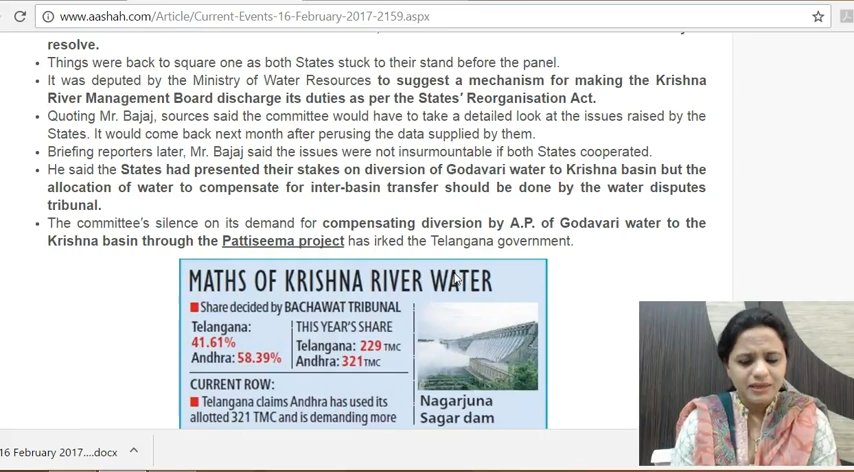 www.aashah.com/Article/Current-Events-16-February-2017-2159.aspx
resolve.
• Things were back to square one as both States stuck to their stand before the panel.
• It was deputed by the Ministry of Water Resources to suggest a mechanism for making the Krishna
River Management Board discharge its duties as per the States' Reorganisation Act.
• Quoting Mr. Bajaj, sources said the committee would have to take a detailed look at the issues raised by the
States. It would come back next month after perusing the data supplied by them.
• Briefing reporters later, Mr. Bajaj said the issues were not insurmountable if both States cooperated.
• He said the States had presented their stakes on diversion of Godavari water to Krishna basin but the
allocation of water to compensate for inter-basin transfer should be done by the water disputes
tribunal.
• The committee's silence on its demand for compensating diversion by A.P. of Godavari water to the
Krishna basin through the Pattiseema project has irked the Telangana government.
MATHS OF KRISHNA RIVER WATER
Share decided by BACHAWAT TRIBUNAL
Telangana:
41.61%
Andhra: 58.39%
THIS YEAR'S SHARE
Telangana: 229 TMC
Andhra: 321 TMC
CURRENT ROW:
Telangana claims Andhra has used its
allotted 321 TMC and is demanding more
Nagarjuna
Sagar dam
16 February 2017....docx